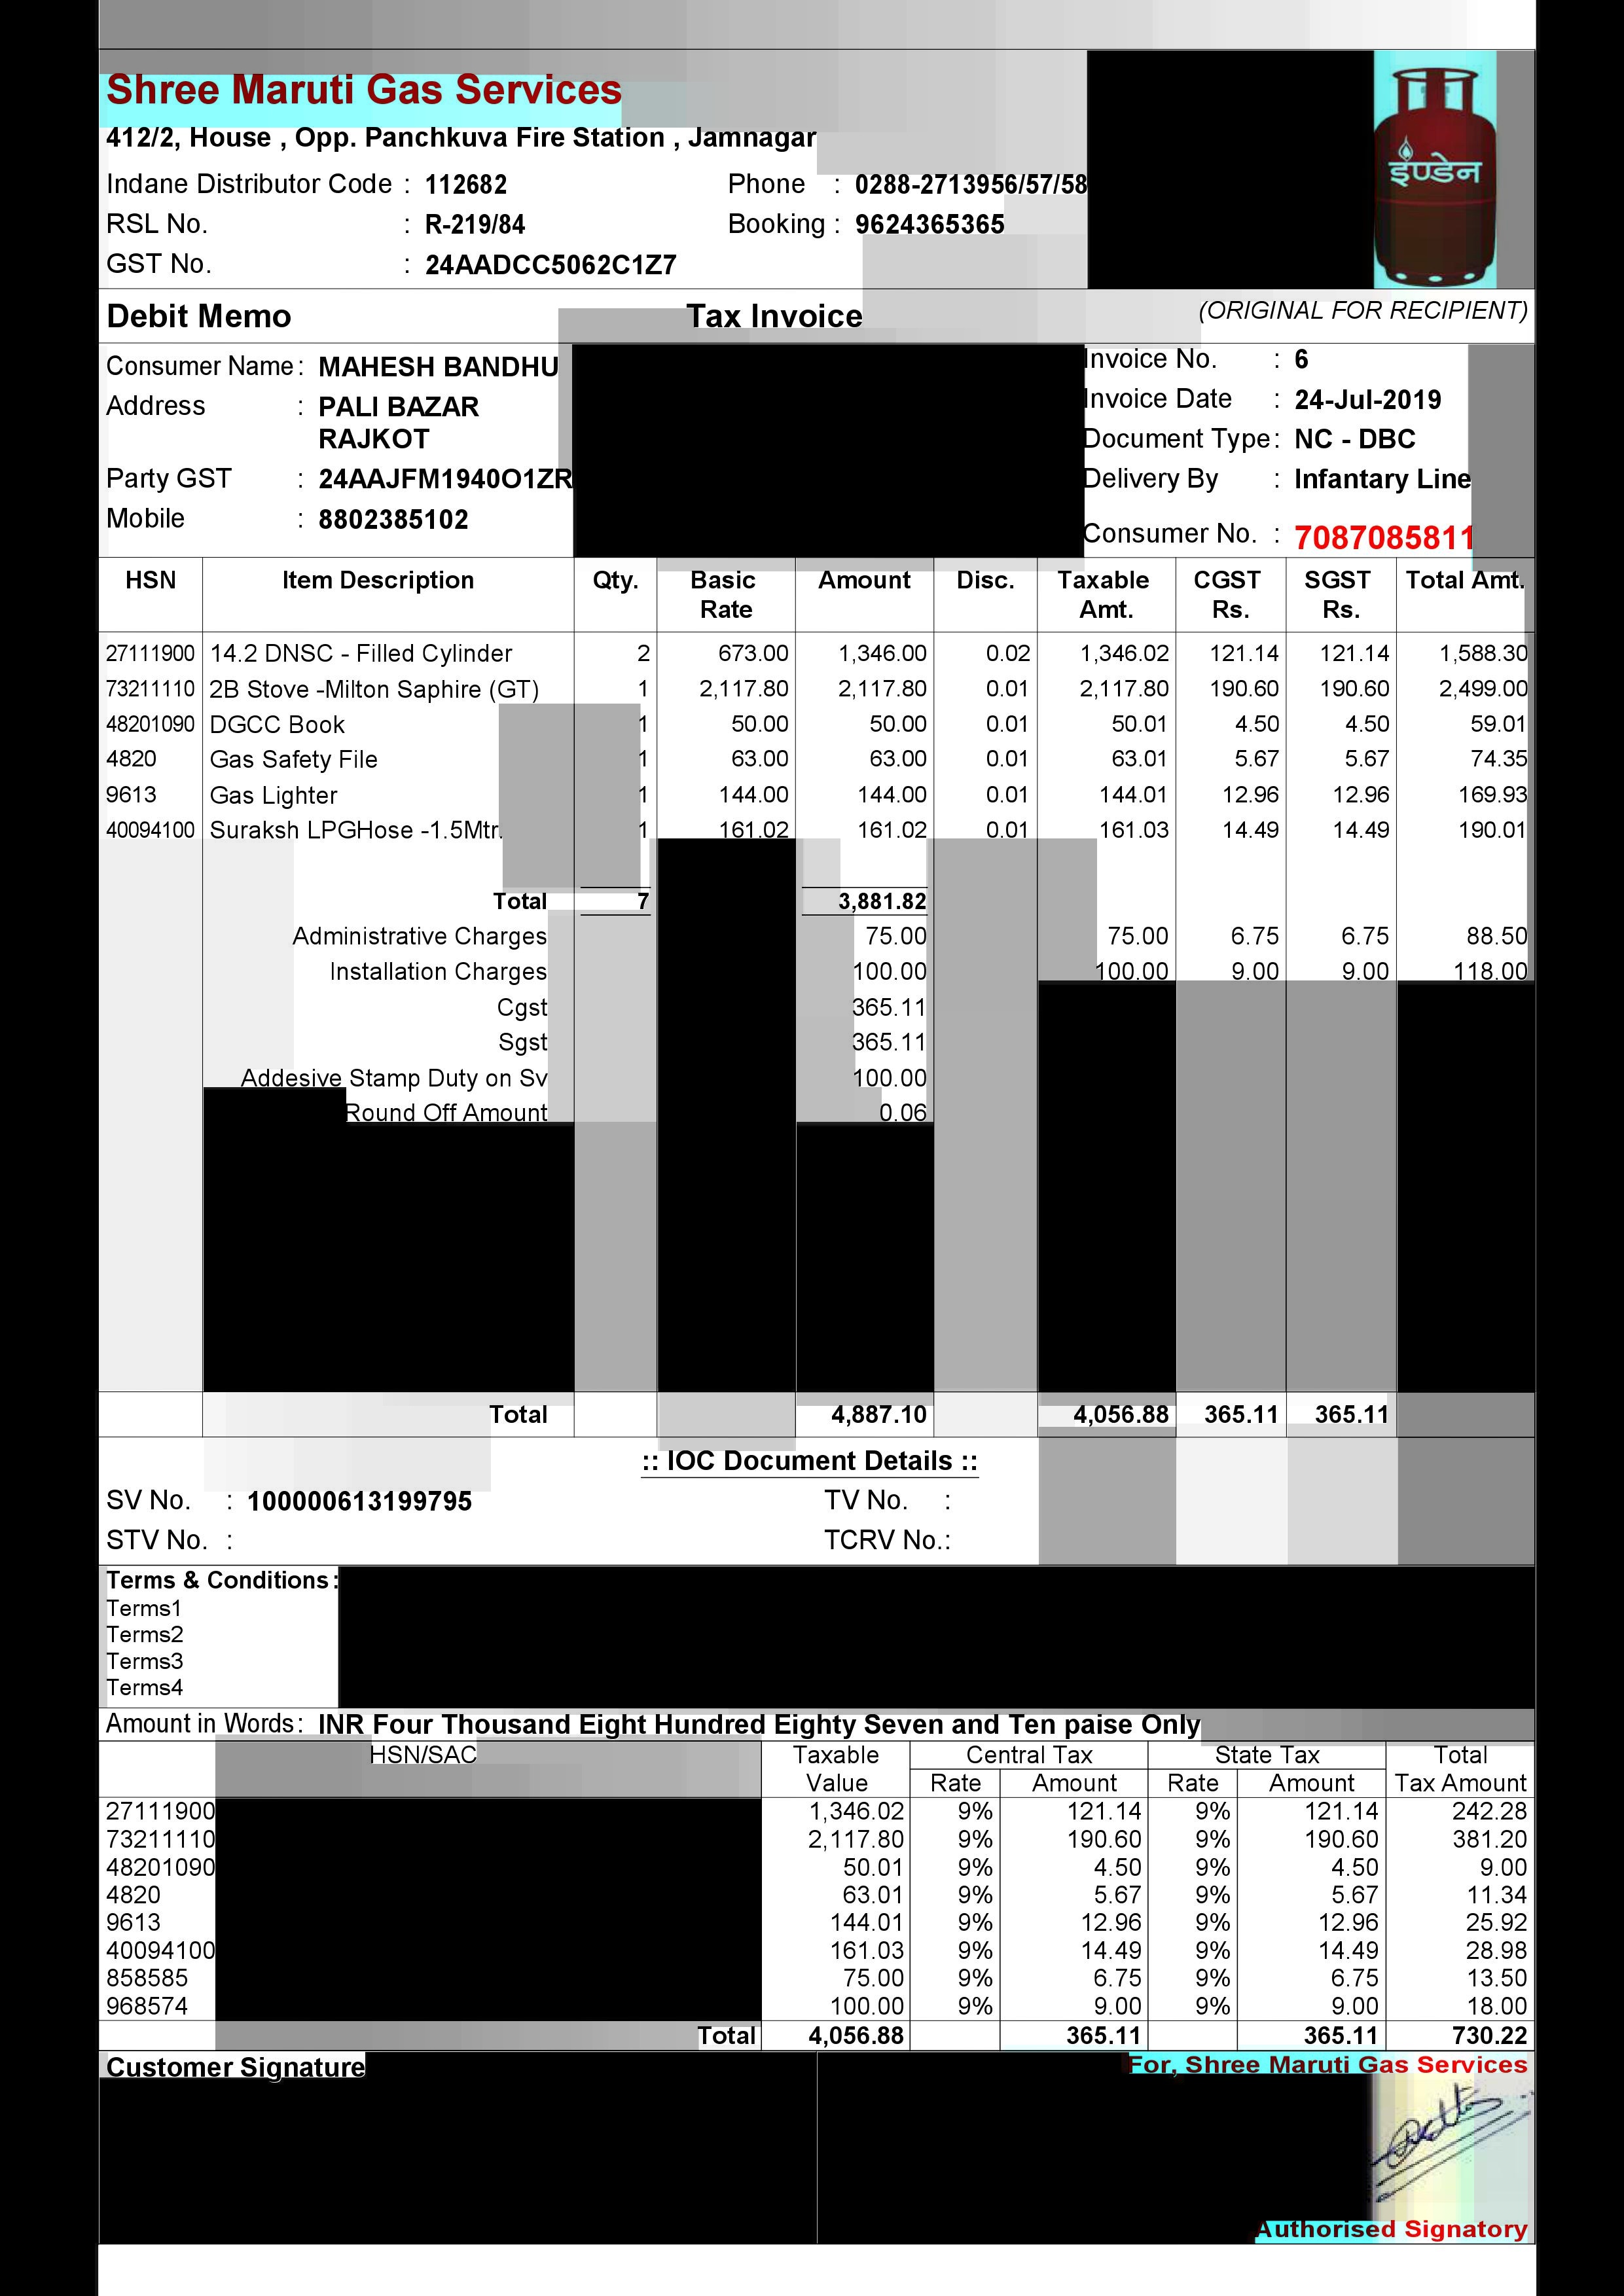 Shree Maruti Gas Services
412/2, House , Opp. Panchkuva Fire Station , Jamnagar
Indane Distributor Code : 112682 Phone : 0288-2713956/57/58
RSL No. : R-219/84 Booking : 9624365365
GST No. : 24AADCC5062C1Z7
इण्डेन
Debit Memo Tax Invoice (ORIGINAL FOR RECIPIENT)
Consumer Name : MAHESH BANDHU Invoice No. : 6
Address : PALI BAZAR Invoice Date : 24-Jul-2019
RAJKOT Document Type : NC - DBC
Party GST : 24AAJFM1940O1ZR Delivery By : Infantary Line
Mobile : 8802385102 Consumer No. : 7087085811
HSN Item Description Qty. Basic Rate Amount Disc. Taxable Amt. CGST Rs. SGST Rs. Total Amt.
27111900 14.2 DNSC - Filled Cylinder 2 673.00 1,346.00 0.02 1,346.02 121.14 121.14 1,588.30
73211110 2B Stove -Milton Saphire (GT) 1 2,117.80 2,117.80 0.01 2,117.80 190.60 190.60 2,499.00
48201090 DGCC Book 1 50.00 50.00 0.01 50.01 4.50 4.50 59.01
4820 Gas Safety File 1 63.00 63.00 0.01 63.01 5.67 5.67 74.35
9613 Gas Lighter 1 144.00 144.00 0.01 144.01 12.96 12.96 169.93
40094100 Suraksh LPGHose -1.5Mtr. 1 161.02 161.02 0.01 161.03 14.49 14.49 190.01
Total 7 3,881.82
Administrative Charges 75.00 75.00 6.75 6.75 88.50
Installation Charges 100.00 100.00 9.00 9.00 118.00
Cgst 365.11
Sgst 365.11
Addesive Stamp Duty on Sv 100.00
Round Off Amount 0.06
Total 4,887.10 4,056.88 365.11 365.11
:: IOC Document Details ::
SV No. : 100000613199795 TV No. :
STV No. : TCRV No.:
Terms & Conditions :
Terms1
Terms2
Terms3
Terms4
Amount in Words : INR Four Thousand Eight Hundred Eighty Seven and Ten paise Only
HSN/SAC Taxable Value Central Tax State Tax Total Tax Amount
Rate Amount Rate Amount
27111900 1,346.02 9% 121.14 9% 121.14 242.28
73211110 2,117.80 9% 190.60 9% 190.60 381.20
48201090 50.01 9% 4.50 9% 4.50 9.00
4820 63.01 9% 5.67 9% 5.67 11.34
9613 144.01 9% 12.96 9% 12.96 25.92
40094100 161.03 9% 14.49 9% 14.49 28.98
858585 75.00 9% 6.75 9% 6.75 13.50
968574 100.00 9% 9.00 9% 9.00 18.00
Total 4,056.88 365.11 365.11 730.22
Customer Signature For, Shree Maruti Gas Services
Authorised Signatory